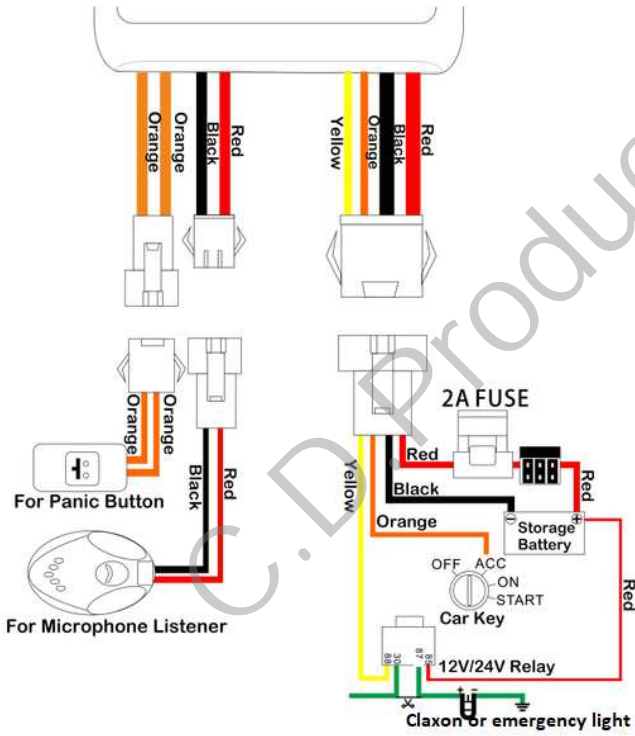 Orange
Orange
Black
Red
Yellow
Orange
Black
Red
C.D.Produ
2A FUSE
Orange
Orange
For Panic Button
Black
Red
For Microphone Listener
Yellow
Red
Black
Orange
Red
Storage
Battery
OFF ACC
ON
START
Car Key
Red
88 30 87 85
12V/24V Relay
+ -
Claxon or emergency light